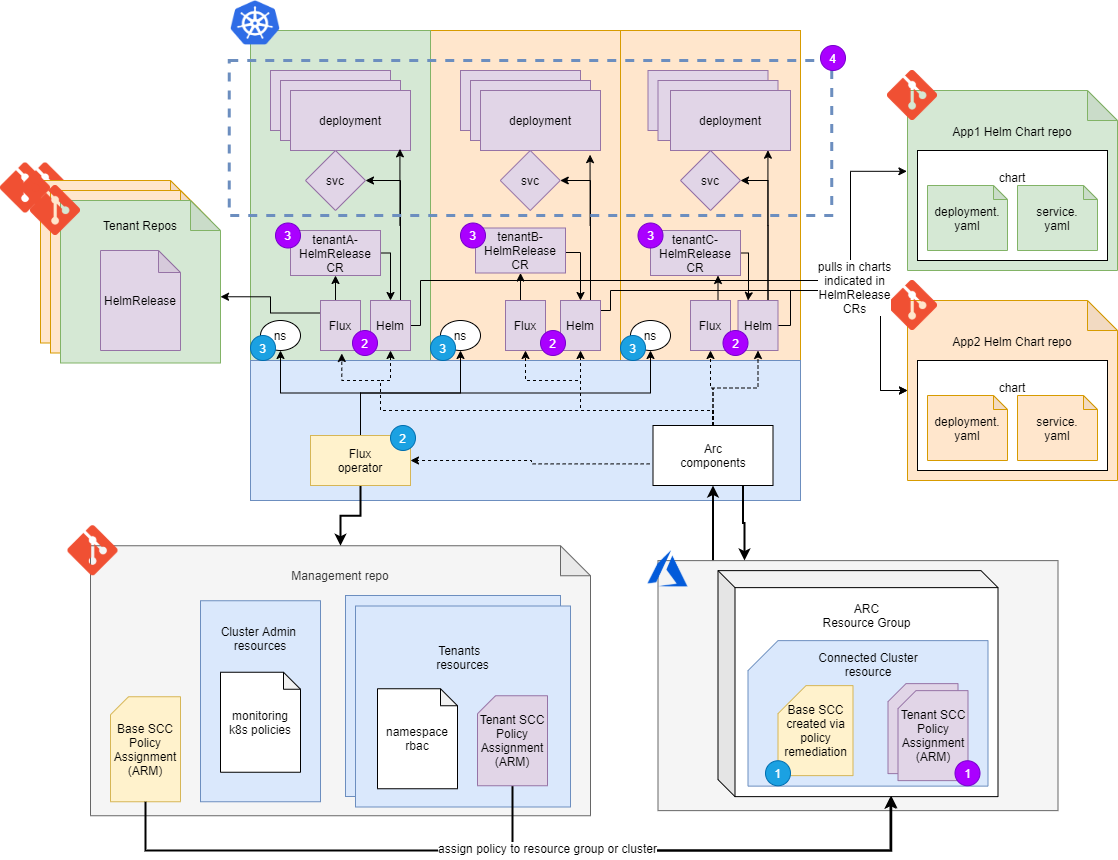 4
deployment
deployment
deployment
svc
svc
svc
App1 Helm Chart repo
chart
deployment.
yaml
service.
yaml
Tenant Repos
HelmRelease
3
tenantA-
HelmRelease
CR
3
tenantB-
HelmRelease
CR
3
tenantC-
HelmRelease
CR
pulls in charts
indicated in
HelmRelease
CRs
ns
3
Flux
Helm
2
ns
3
Flux
Helm
2
ns
3
Flux
Helm
2
App2 Helm Chart repo
chart
deployment.
yaml
service.
yaml
Flux
operator
2
Arc
components
Management repo
Cluster Admin
resources
monitoring
k8s policies
Base SCC
Policy
Assignment
(ARM)
Tenants
resources
namespace
rbac
Tenant SCC
Policy
Assignment
(ARM)
ARC
Resource Group
Connected Cluster
resource
Base SCC
created via
policy
remediation
1
Tenant SCC
Policy
Assignment
(ARM)
1
assign policy to resource group or cluster